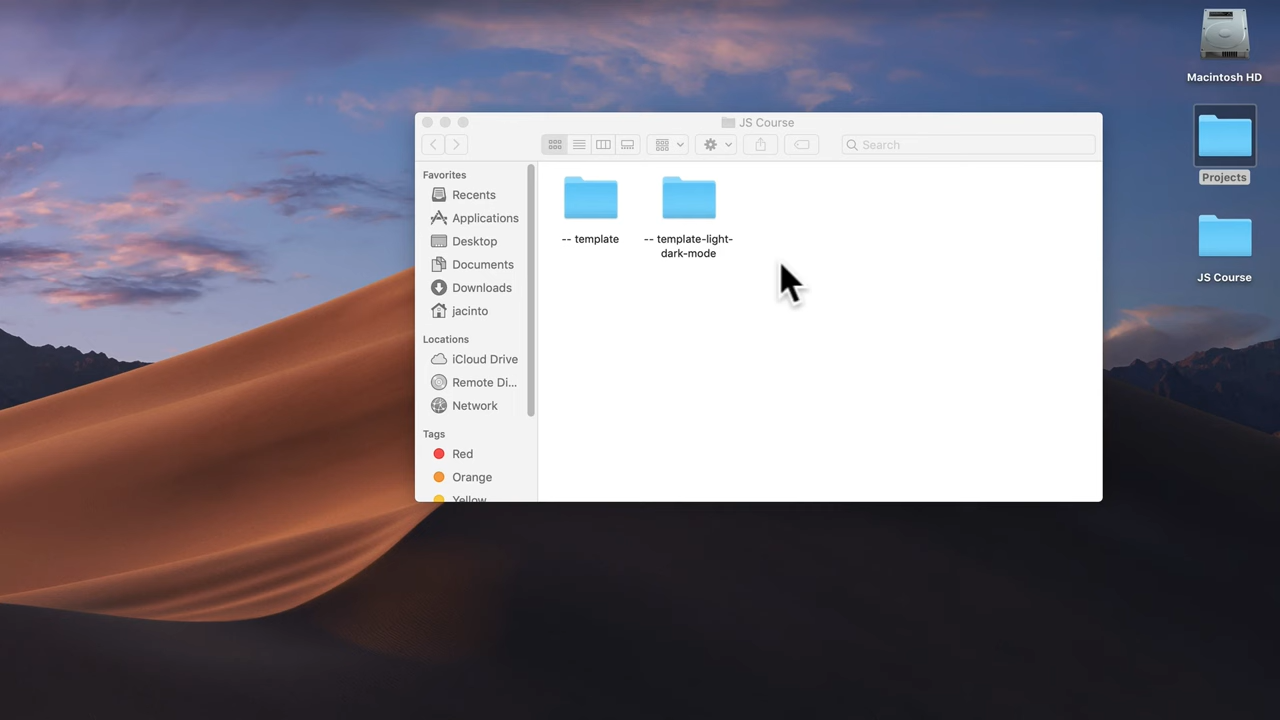 Macintosh HD
Projects
JS Course
JS Course
Search
Favorites
Recents
Applications
Desktop
Documents
Downloads
jacinto
Locations
iCloud Drive
Remote Di...
Network
Tags
Red
Orange
Yellow
-- template
-- template-light-
dark-mode